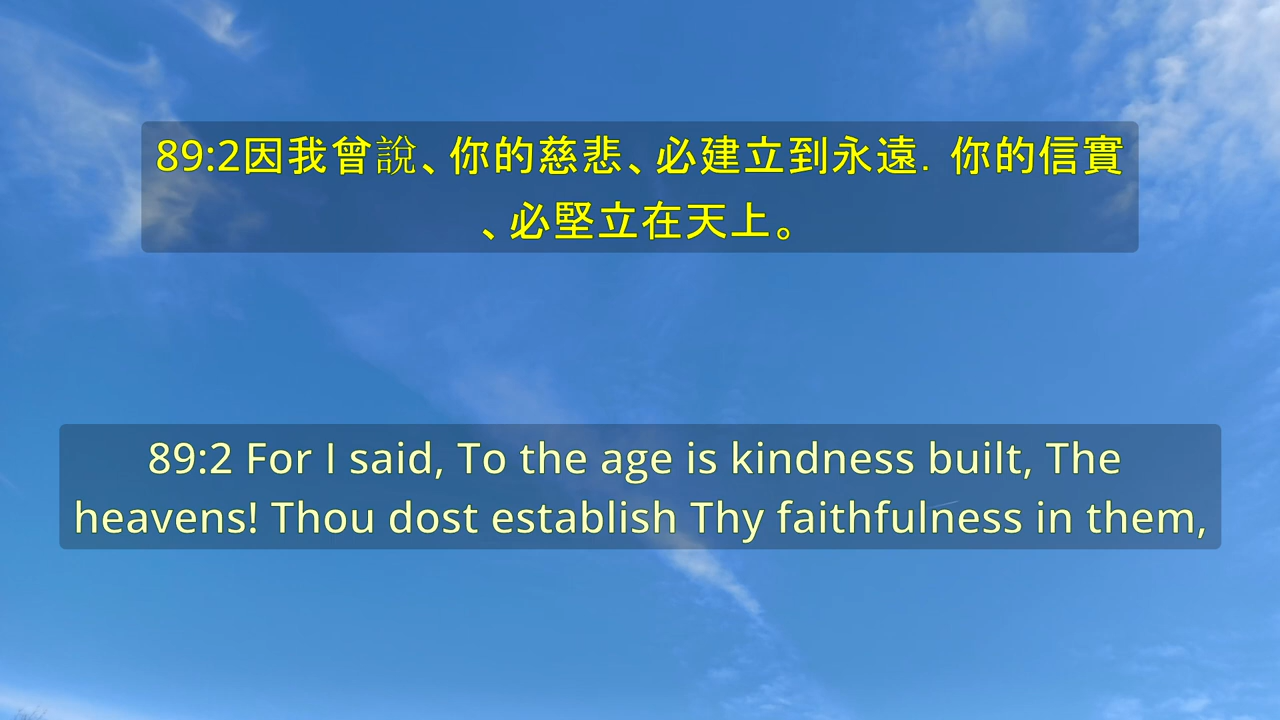 89:2因我曾說、你的慈悲、必建立到永遠．你的信實
、必堅立在天上。
89:2 For I said, To the age is kindness built, The
heavens! Thou dost establish Thy faithfulness in them,